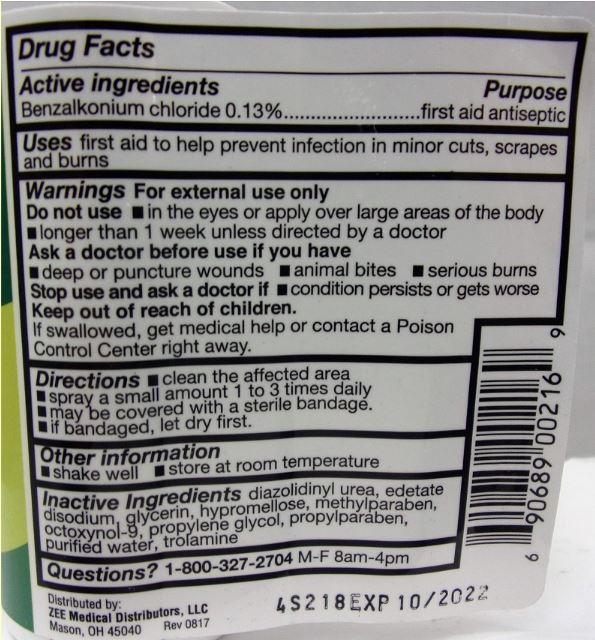 Drug Facts
Active ingredients Purpose
Benzalkonium chloride 0.13%........................first aid antiseptic
Uses first aid to help prevent infection in minor cuts, scrapes
and burns
Warnings For external use only
Do not use ■ in the eyes or apply over large areas of the body
■ longer than 1 week unless directed by a doctor
Ask a doctor before use if you have
■ deep or puncture wounds ■ animal bites ■ serious burns
Stop use and ask a doctor if ■ condition persists or gets worse
Keep out of reach of children.
If swallowed, get medical help or contact a Poison
Control Center right away.
Directions ■ clean the affected area
■ spray a small amount 1 to 3 times daily
■ may be covered with a sterile bandage.
■ if bandaged, let dry first.
Other information
■ shake well ■ store at room temperature
Inactive Ingredients diazolidinyl urea, edetate
disodium, glycerin, hypromellose, methylparaben,
octoxynol-9, propylene glycol, propylparaben,
purified water, trolamine
Questions? 1-800-327-2704 M-F 8am-4pm
Distributed by:
ZEE Medical Distributors, LLC
Mason, OH 45040 Rev 0817
4S218EXP 10/2022
6 90689 00216 9